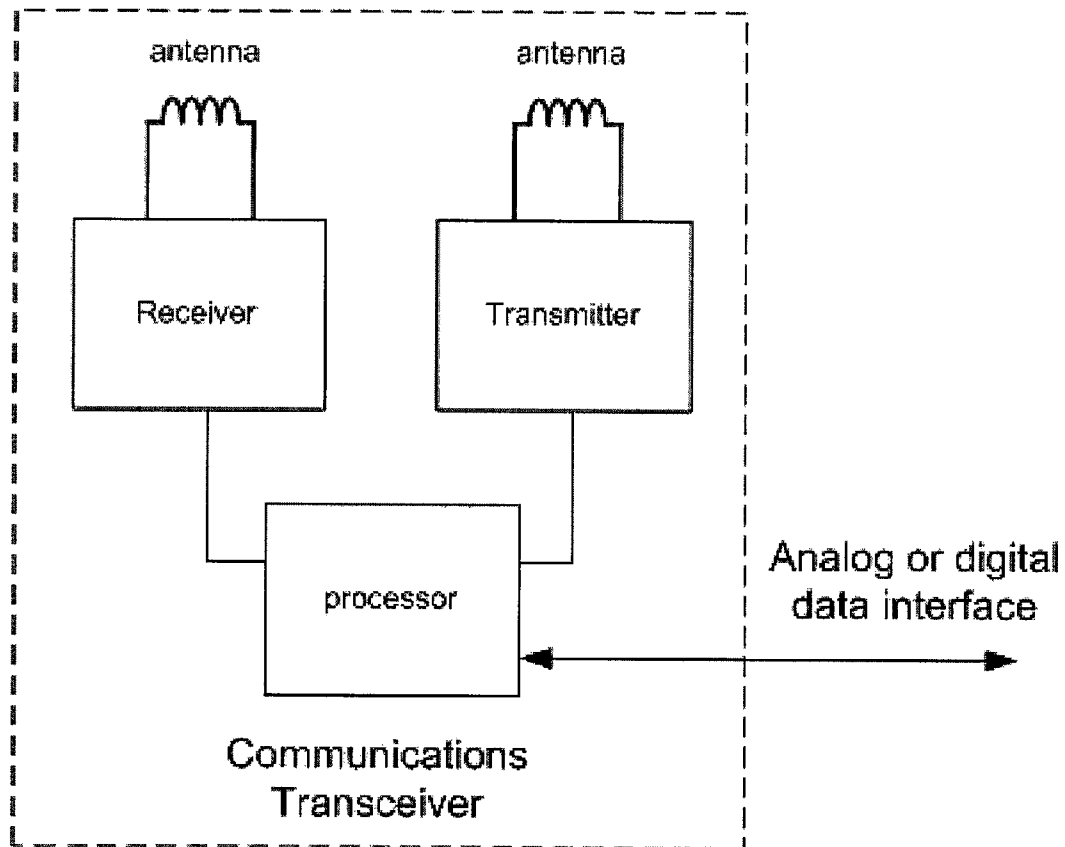 antenna
antenna
Receiver
Transmitter
processor
Analog or digital
data interface
Communications
Transceiver